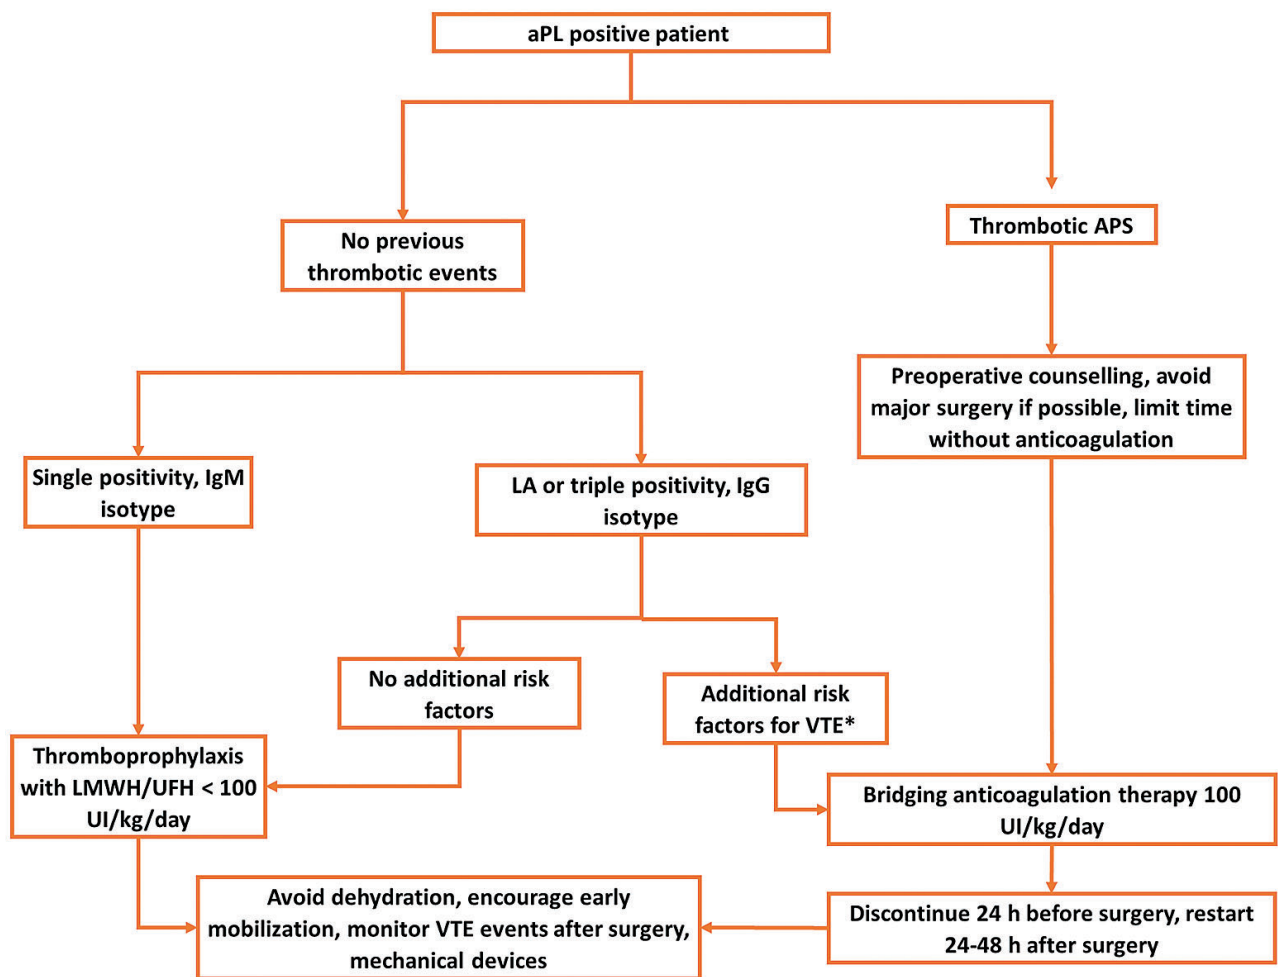 aPL positive patient
No previous
thrombotic events
Thrombotic APS
Preoperative counselling, avoid
major surgery if possible, limit time
without anticoagulation
Single positivity, IgM
isotype
LA or triple positivity, IgG
isotype
No additional risk
factors
Additional risk
factors for VTE*
Thromboprophylaxis
with LMWH/UFH < 100
UI/kg/day
Bridging anticoagulation therapy 100
UI/kg/day
Avoid dehydration, encourage early
mobilization, monitor VTE events after surgery,
mechanical devices
Discontinue 24 h before surgery, restart
24-48 h after surgery